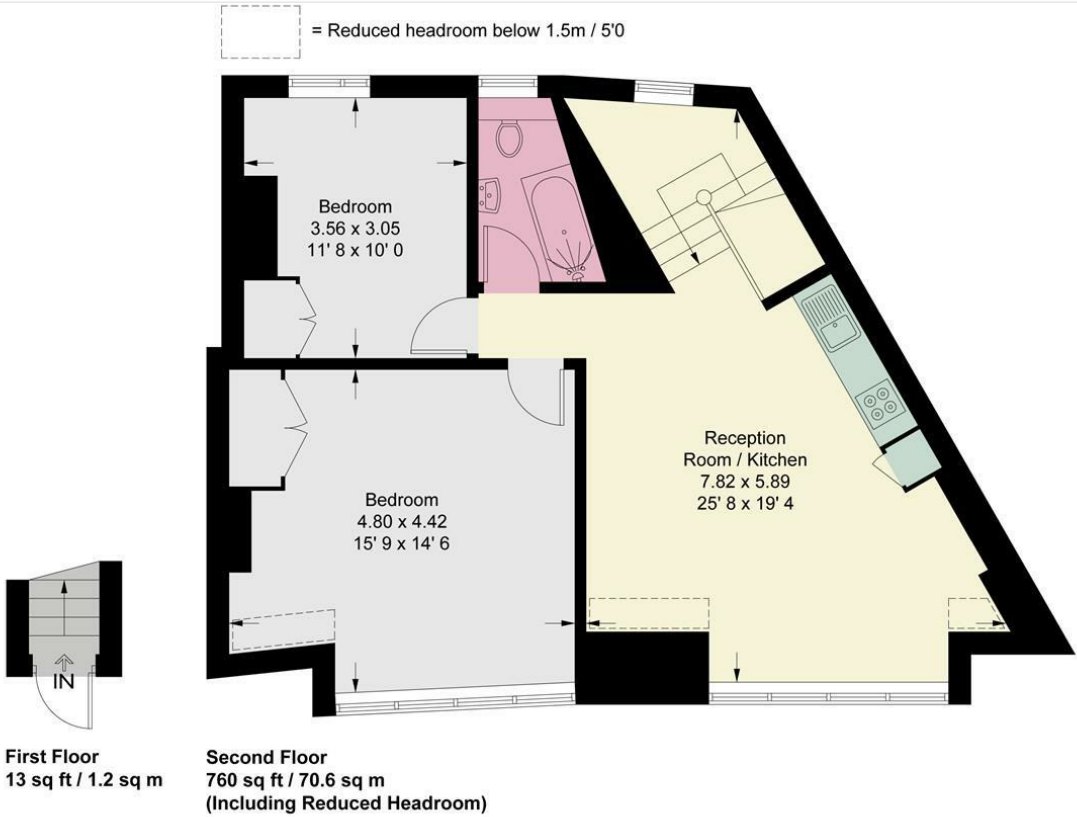 = Reduced headroom below 1.5m / 5'0
Bedroom
3.56 x 3.05
11' 8 x 10' 0
Reception
Room / Kitchen
7.82 x 5.89
25' 8 x 19' 4
Bedroom
4.80 x 4.42
15' 9 x 14' 6
IN
First Floor
13 sq ft / 1.2 sq m
Second Floor
760 sq ft / 70.6 sq m
(Including Reduced Headroom)